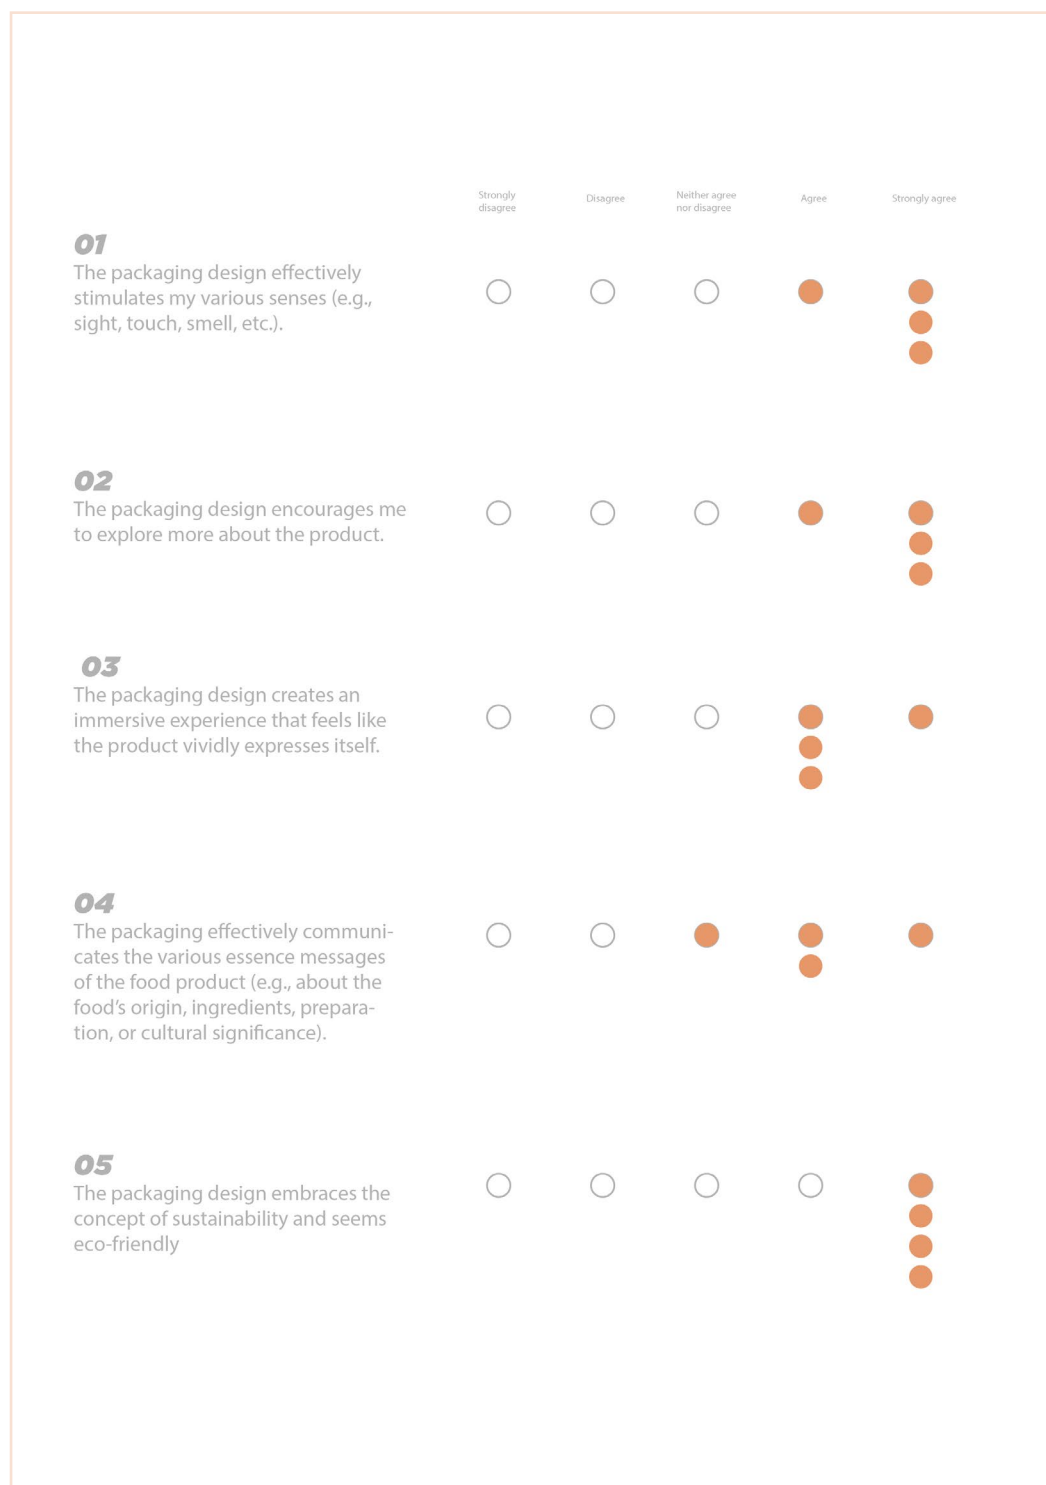 Strongly
disagree
Disagree
Neither agree
nor disagree
Agree
Strongly agree
01
The packaging design effectively
stimulates my various senses (e.g.,
sight, touch, smell, etc.).
02
The packaging design encourages me
to explore more about the product.
03
The packaging design creates an
immersive experience that feels like
the product vividly expresses itself.
04
The packaging effectively communi-
cates the various essence messages
of the food product (e.g., about the
food's origin, ingredients, prepara-
tion, or cultural significance).
05
The packaging design embraces the
concept of sustainability and seems
eco-friendly